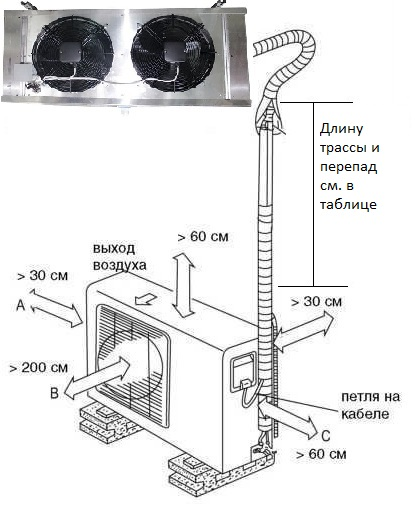 Длину
трассы и
перепад
см. в
таблице
выход
воздуха
> 60 см
> 30 см
A
> 30 см
> 200 см
B
петля на
кабеле
C
> 60 см